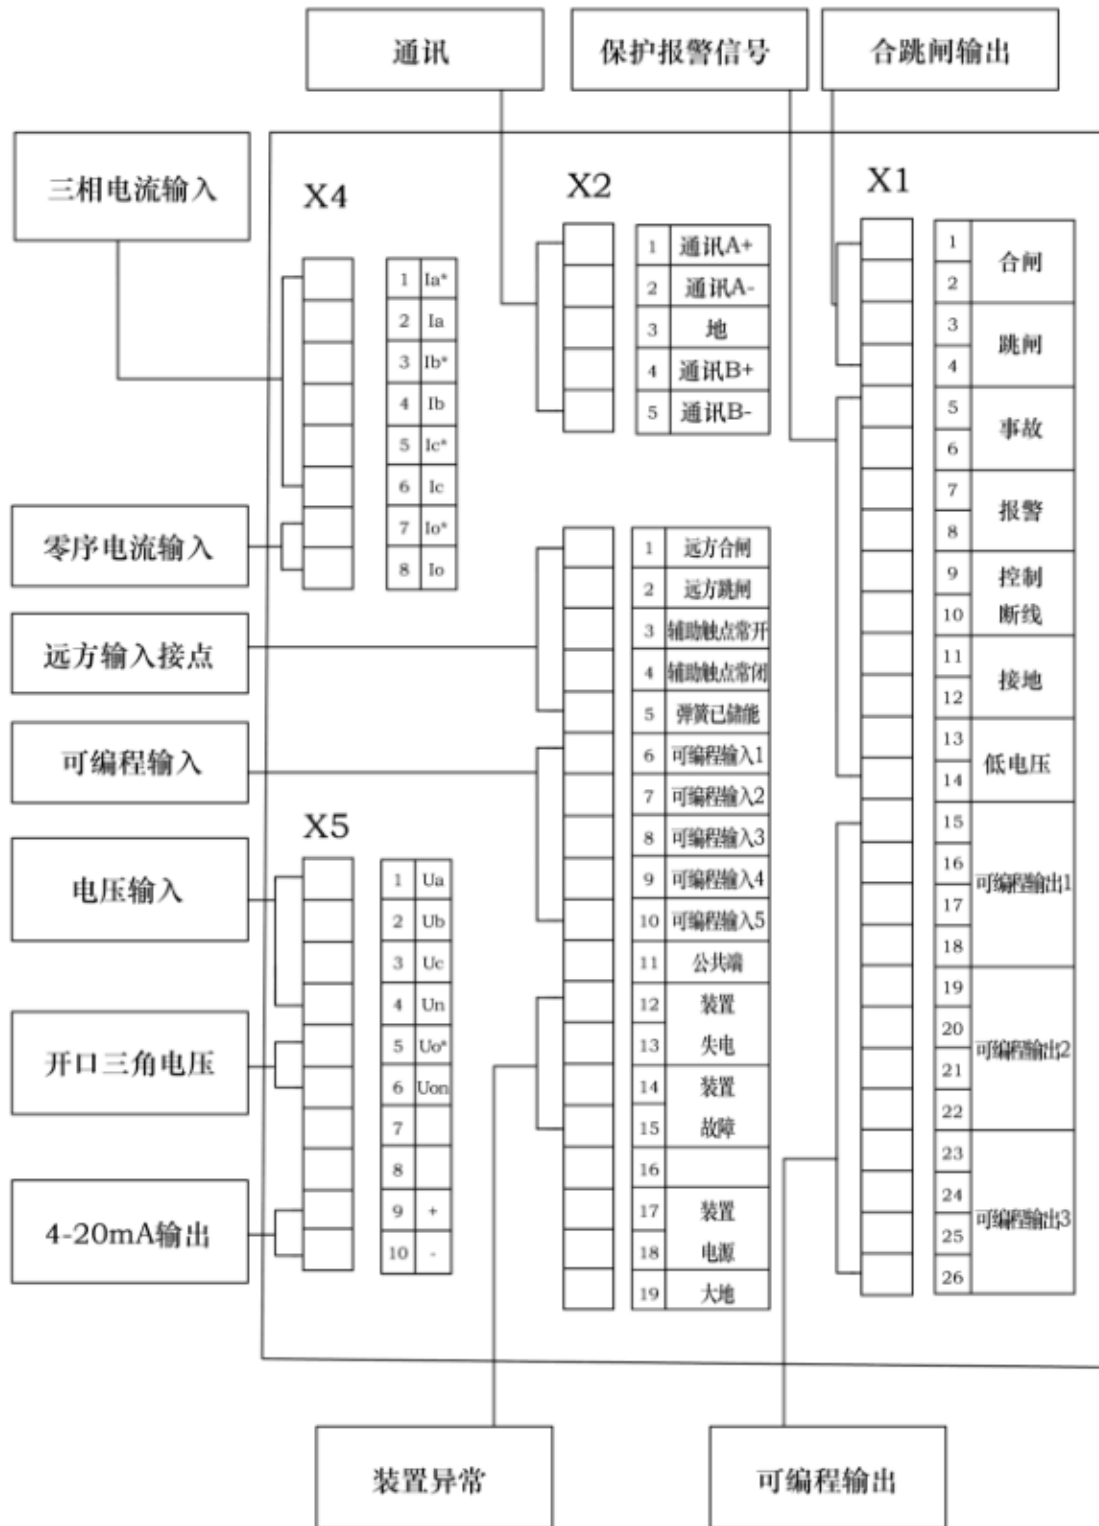 通讯
保护报警信号
合跳闸输出
三相电流输入
X4
1 Ia*
2 Ia
3 Ib*
4 Ib
5 Ic*
6 Ic
7 Io*
8 Io
零序电流输入
远方输入接点
可编程输入
电压输入
开口三角电压
4-20mA输出
X5
1 Ua
2 Ub
3 Uc
4 Un
5 Uo*
6 Uon
7
8
9 +
10 -
X2
1 通讯A+
2 通讯A-
3 地
4 通讯B+
5 通讯B-
1 远方合闸
2 远方跳闸
3 辅助触点常开
4 辅助触点常闭
5 弹簧已储能
6 可编程输入1
7 可编程输入2
8 可编程输入3
9 可编程输入4
10 可编程输入5
11 公共端
12 装置
13 失电
14 装置
15 故障
16
17 装置
18 电源
19 大地
X1
1
合闸
2
3
跳闸
4
5
事故
6
7
报警
8
9 控制
10 断线
11
接地
12
13
低电压
14
15
16
可编程输出1
17
18
19
20
可编程输出2
21
22
23
24
可编程输出3
25
26
装置异常
可编程输出